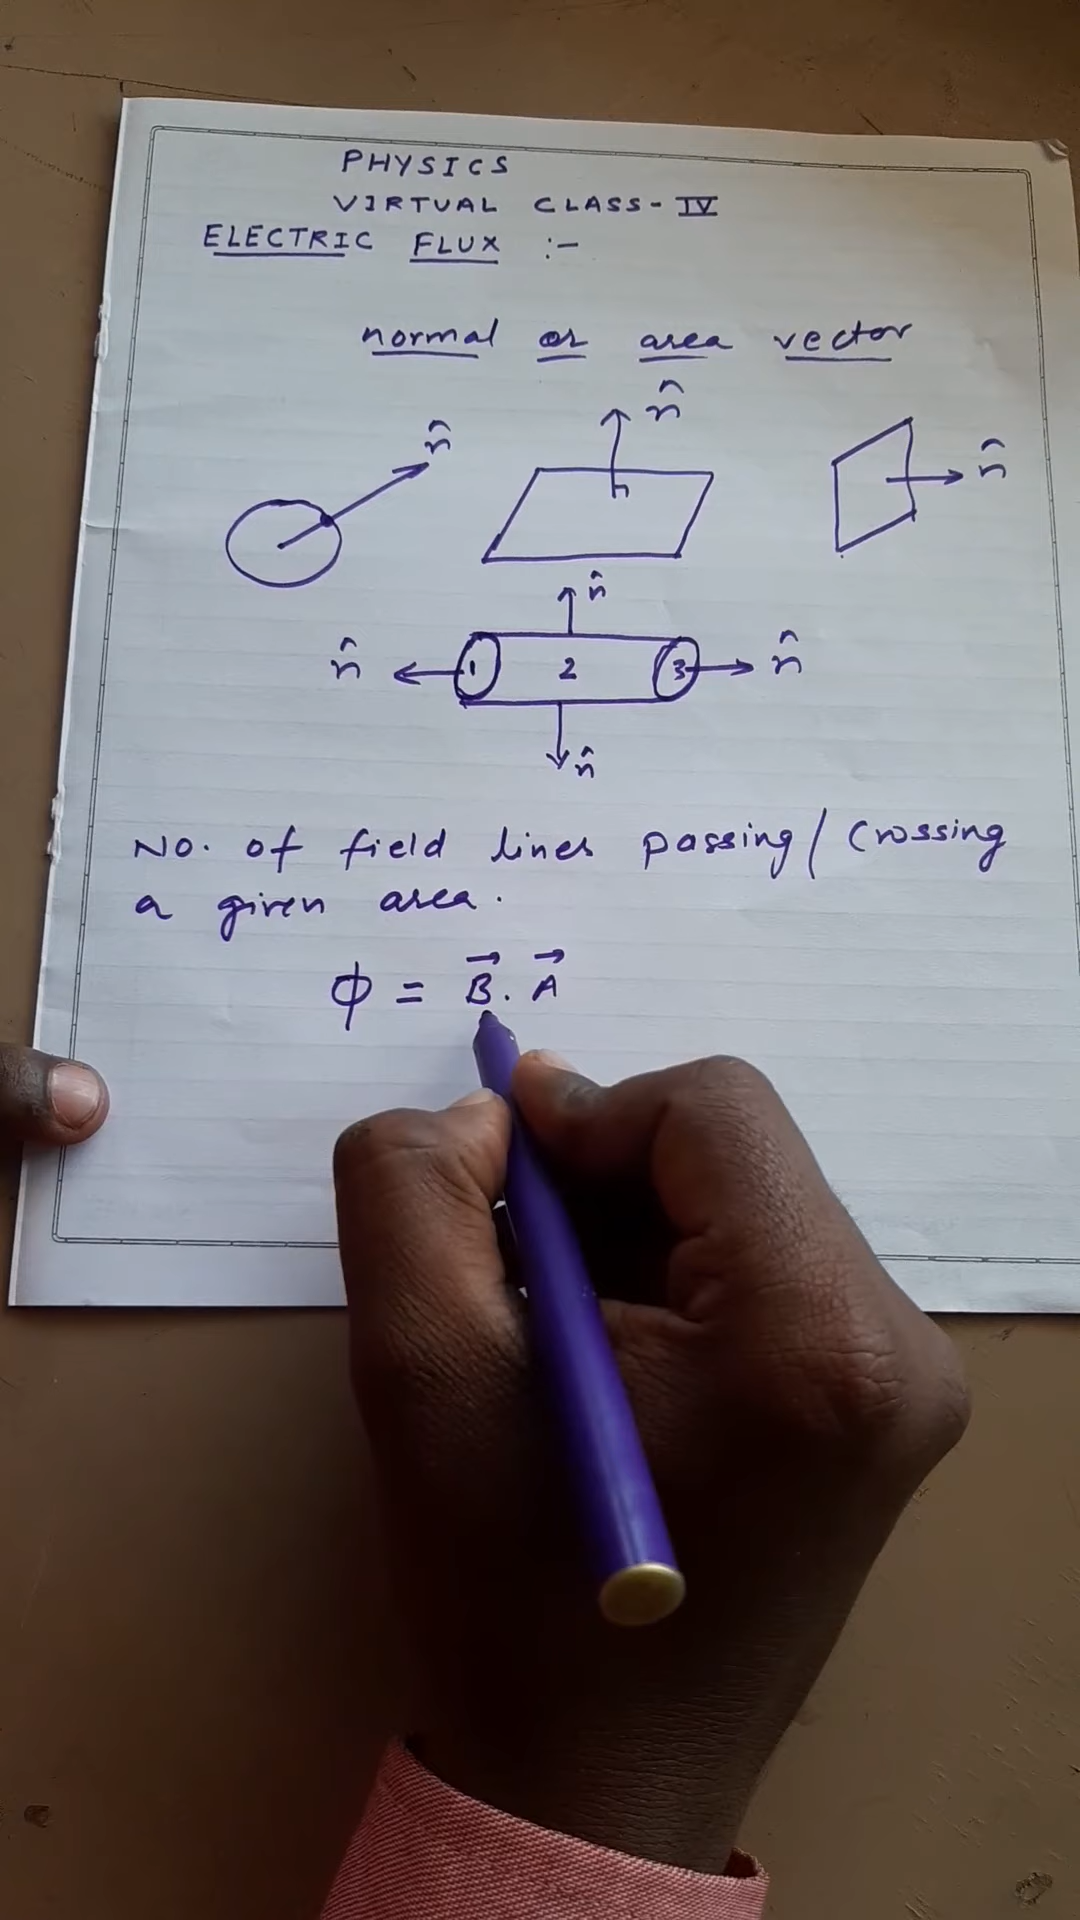 PHYSICS
VIRTUAL CLASS-IV
ELECTRIC FLUX :-
normal or area vector
n̂
n̂
n̂
n̂
n̂ 1 2 3 n̂
n̂
No. of field lines passing/crossing
a given area.
ϕ = B⃗. A⃗